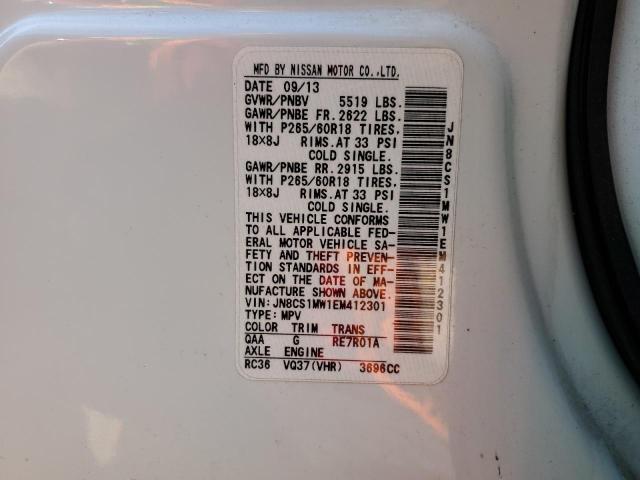 MFD BY NISSAN MOTOR CO.,LTD.
DATE 09/13
GVWR/PNBV 5519 LBS.
GAWR/PNBE FR. 2622 LBS.
WITH P265/60R18 TIRES.
18X8J RIMS. AT 33 PSI
COLD SINGLE.
GAWR/PNBE RR. 2915 LBS.
WITH P265/60R18 TIRES.
18X8J RIMS. AT 33 PSI
COLD SINGLE.
THIS VEHICLE CONFORMS
TO ALL APPLICABLE FED-
ERAL MOTOR VEHICLE SA-
FETY AND THEFT PREVEN-
TION STANDARDS IN EFF-
ECT ON THE DATE OF MA-
NUFACTURE SHOWN ABOVE.
VIN: JN8CS1MW1EM412301
TYPE: MPV
COLOR TRIM TRANS
QAA G RE7R01A
AXLE ENGINE
RC36 VQ37(VHR) 3696CC
JN8CS1MW1EM412301